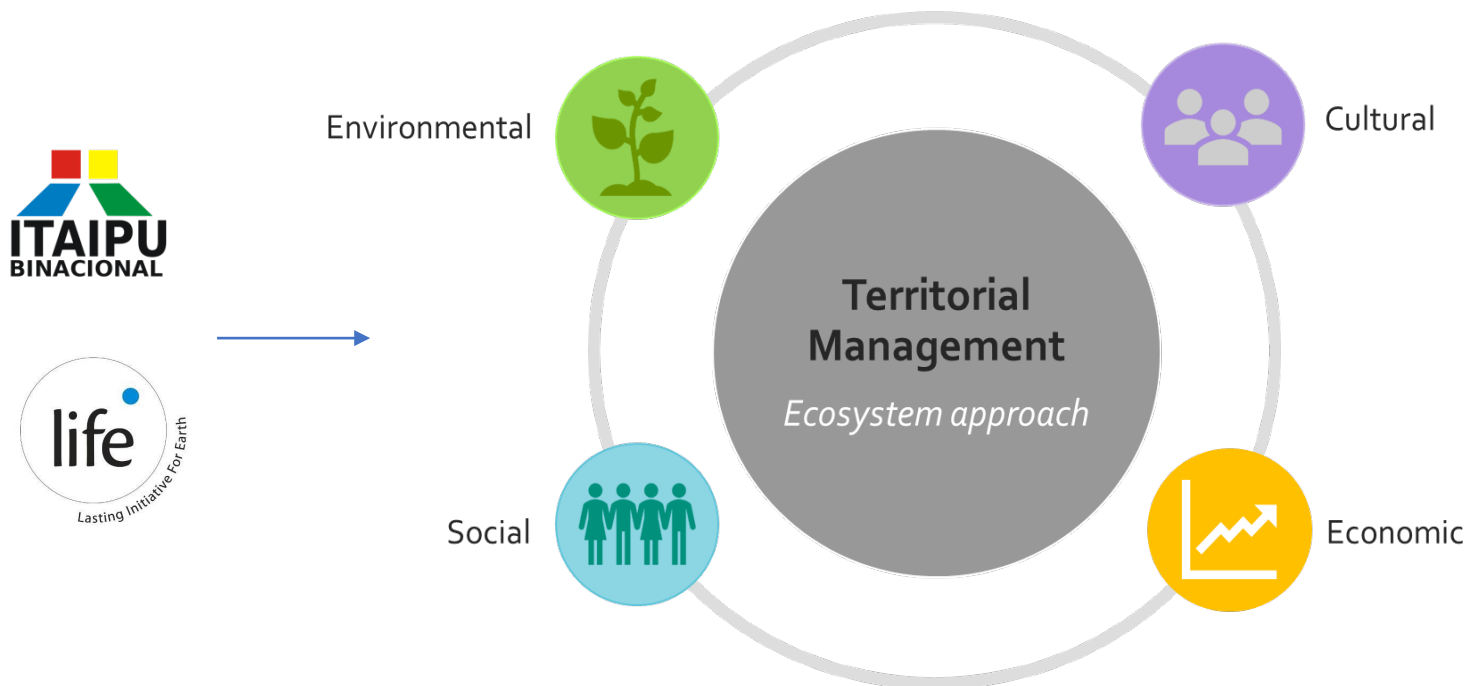 Environmental
Cultural
ITAIPU
BINACIONAL
Territorial
Management
Ecosystem approach
life
Lasting Initiative For Earth
Social
Economic